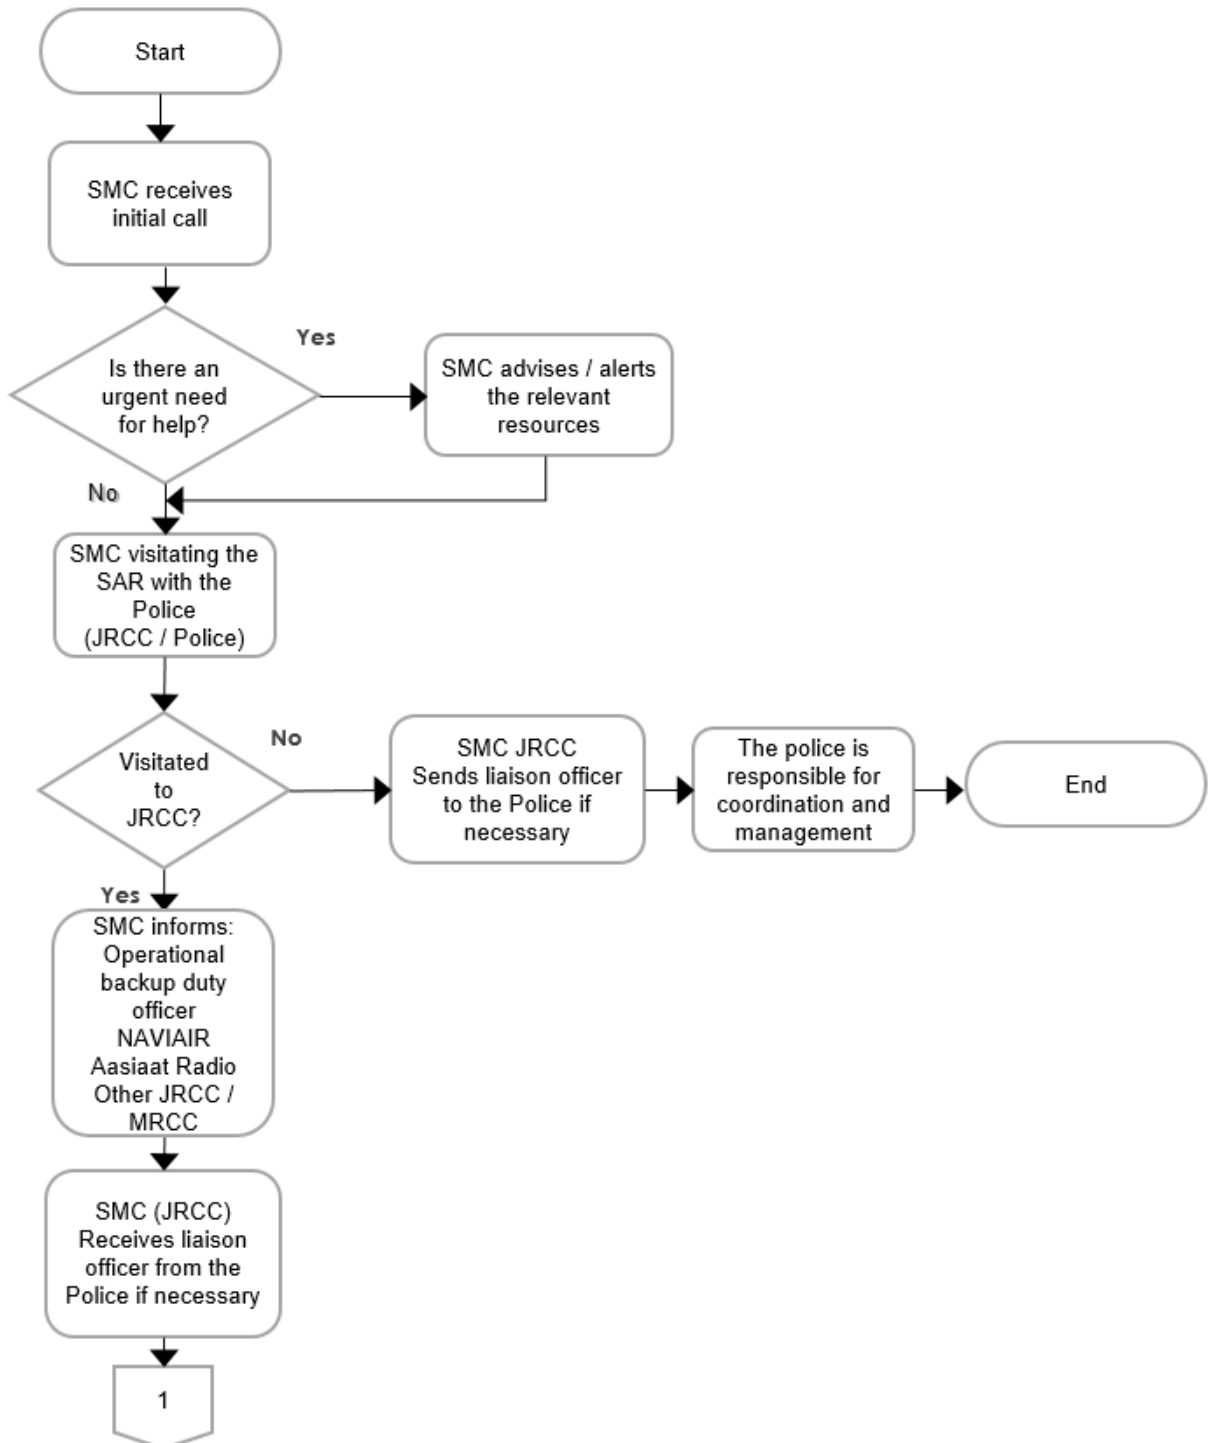 Start
SMC receives
initial call
Is there an
urgent need
for help?
Yes
SMC advises / alerts
the relevant
resources
No
SMC visitating the
SAR with the
Police
(JRCC / Police)
Visitated
to
JRCC?
No
SMC JRCC
Sends liaison officer
to the Police if
necessary
The police is
responsible for
coordination and
management
End
Yes
SMC informs:
Operational
backup duty
officer
NAVIAIR
Aasiaat Radio
Other JRCC /
MRCC
SMC (JRCC)
Receives liaison
officer from the
Police if necessary
1